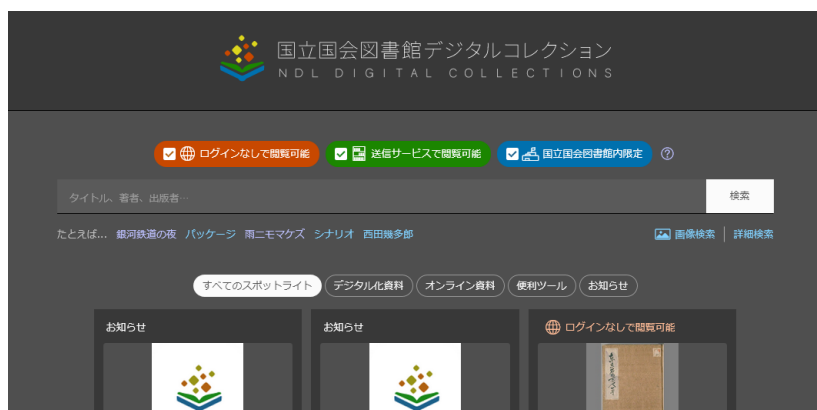 国立国会図書館デジタルコレクション
NDL DIGITAL COLLECTIONS
ログインなしで閲覧可能 送信サービスで閲覧可能 国立国会図書館内限定
タイトル、著者、出版者… 検索
たとえば... 銀河鉄道の夜 パッケージ 雨ニモマケズ シナリオ 西田幾多郎 画像検索 詳細検索
すべてのスポットライト デジタル化資料 オンライン資料 便利ツール お知らせ
お知らせ お知らせ ログインなしで閲覧可能